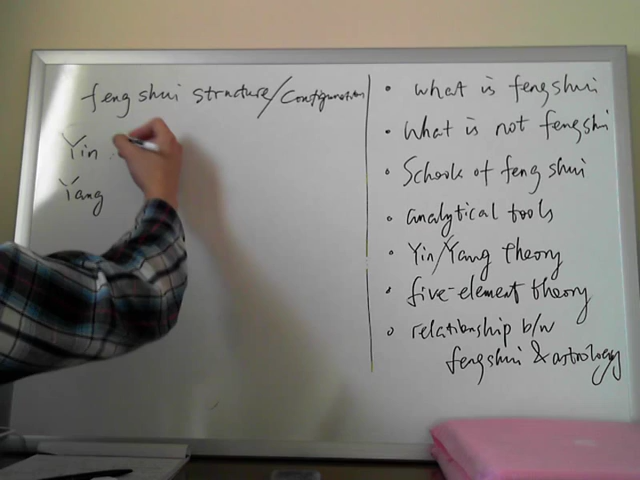 feng shui structure/Configuration
Yin :
Yang
• what is fengshui
• What is not fengshi
• Schools of feng shui
• analytical tools
• Yin/Yang theory
• five-element theory
• relationship b/w
fengshui & astrology